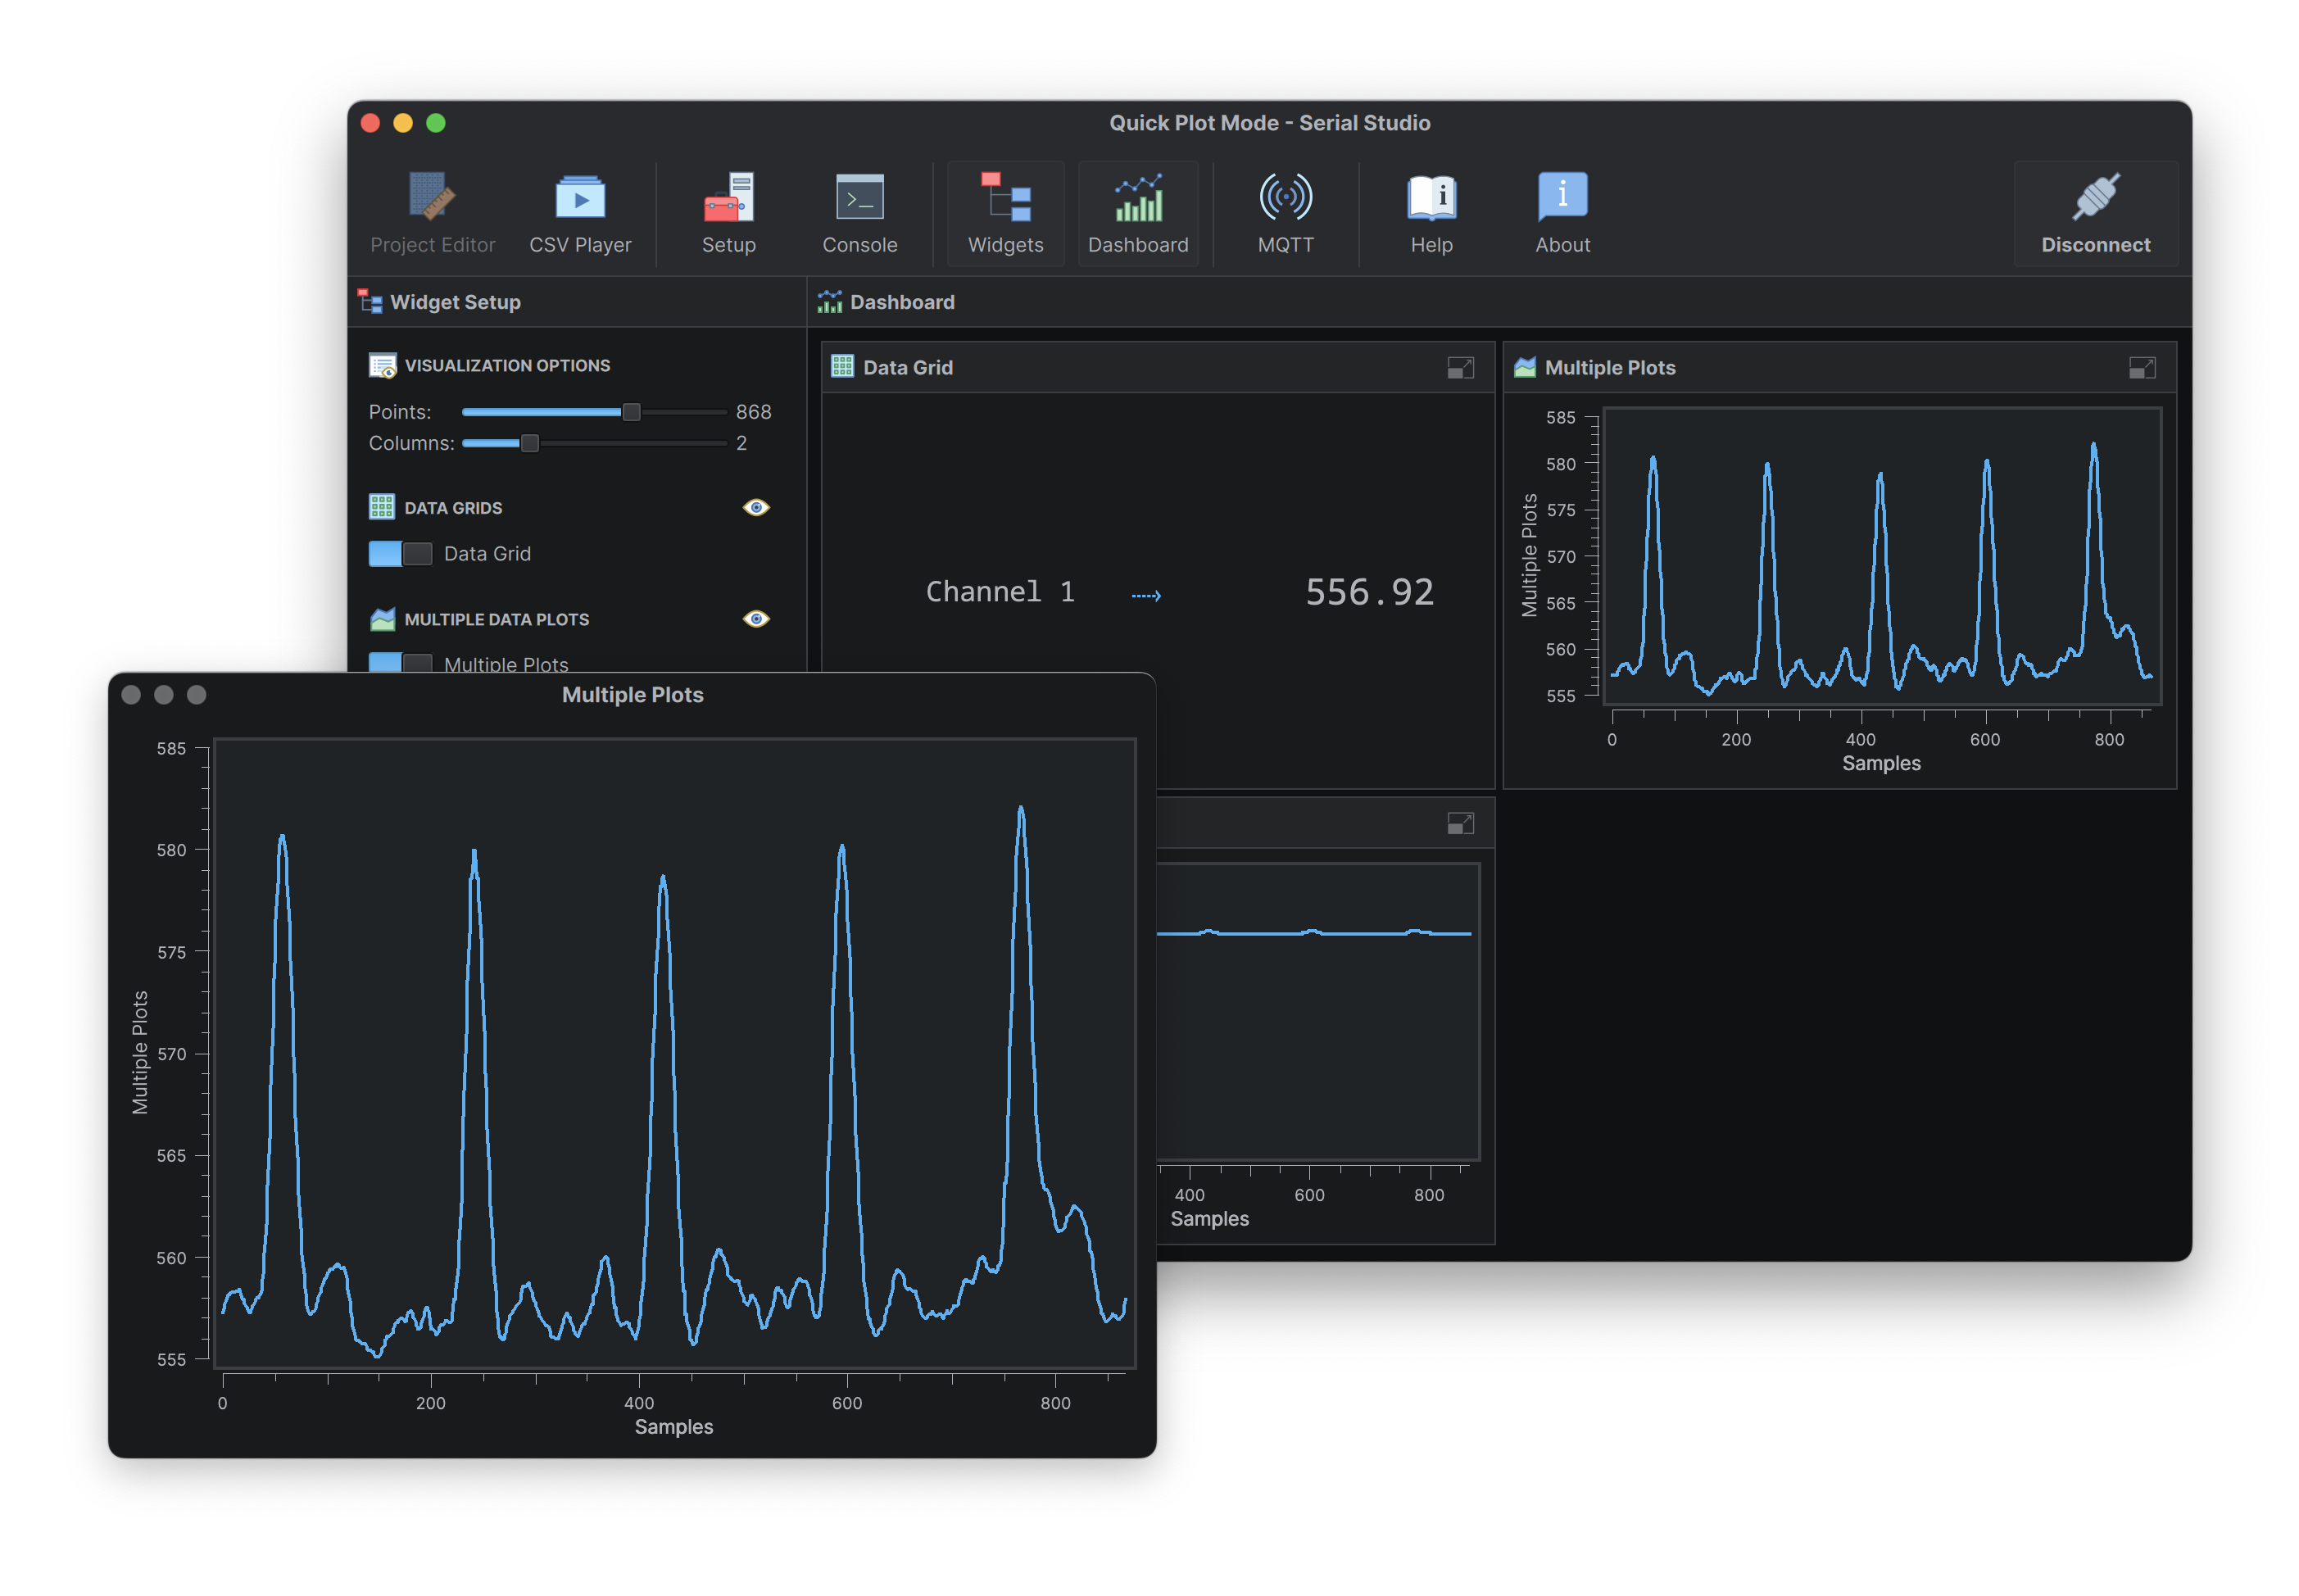 Quick Plot Mode - Serial Studio
Project Editor
CSV Player
Setup
Console
Widgets
Dashboard
MQTT
Help
About
Disconnect
Widget Setup
VISUALIZATION OPTIONS
Points: 868
Columns: 2
DATA GRIDS
Data Grid
MULTIPLE DATA PLOTS
Multiple Plots
Dashboard
Data Grid
Channel 1 556.92
Multiple Plots
Multiple Plots
585
580
575
570
565
560
555
0 200 400 600 800
Samples
400 600 800
Samples
Multiple Plots
Multiple Plots
585
580
575
570
565
560
555
0 200 400 600 800
Samples